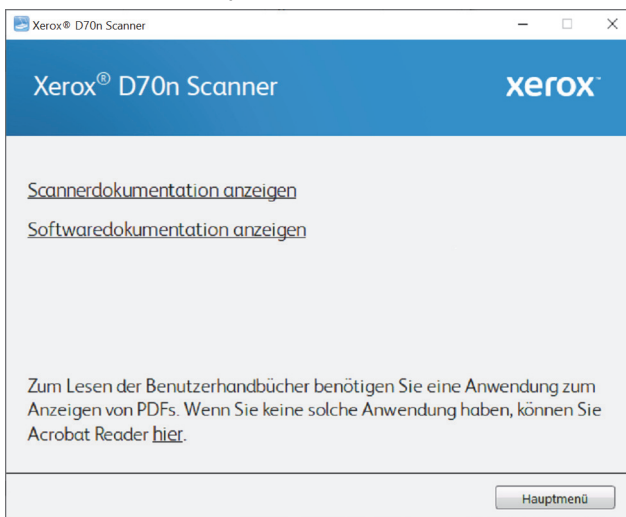 Xerox® D70n Scanner
Xerox® D70n Scanner
xerox™
Scannerdokumentation anzeigen
Softwaredokumentation anzeigen
Zum Lesen der Benutzerhandbücher benötigen Sie eine Anwendung zum
Anzeigen von PDFs. Wenn Sie keine solche Anwendung haben, können Sie
Acrobat Reader hier.
Hauptmenü